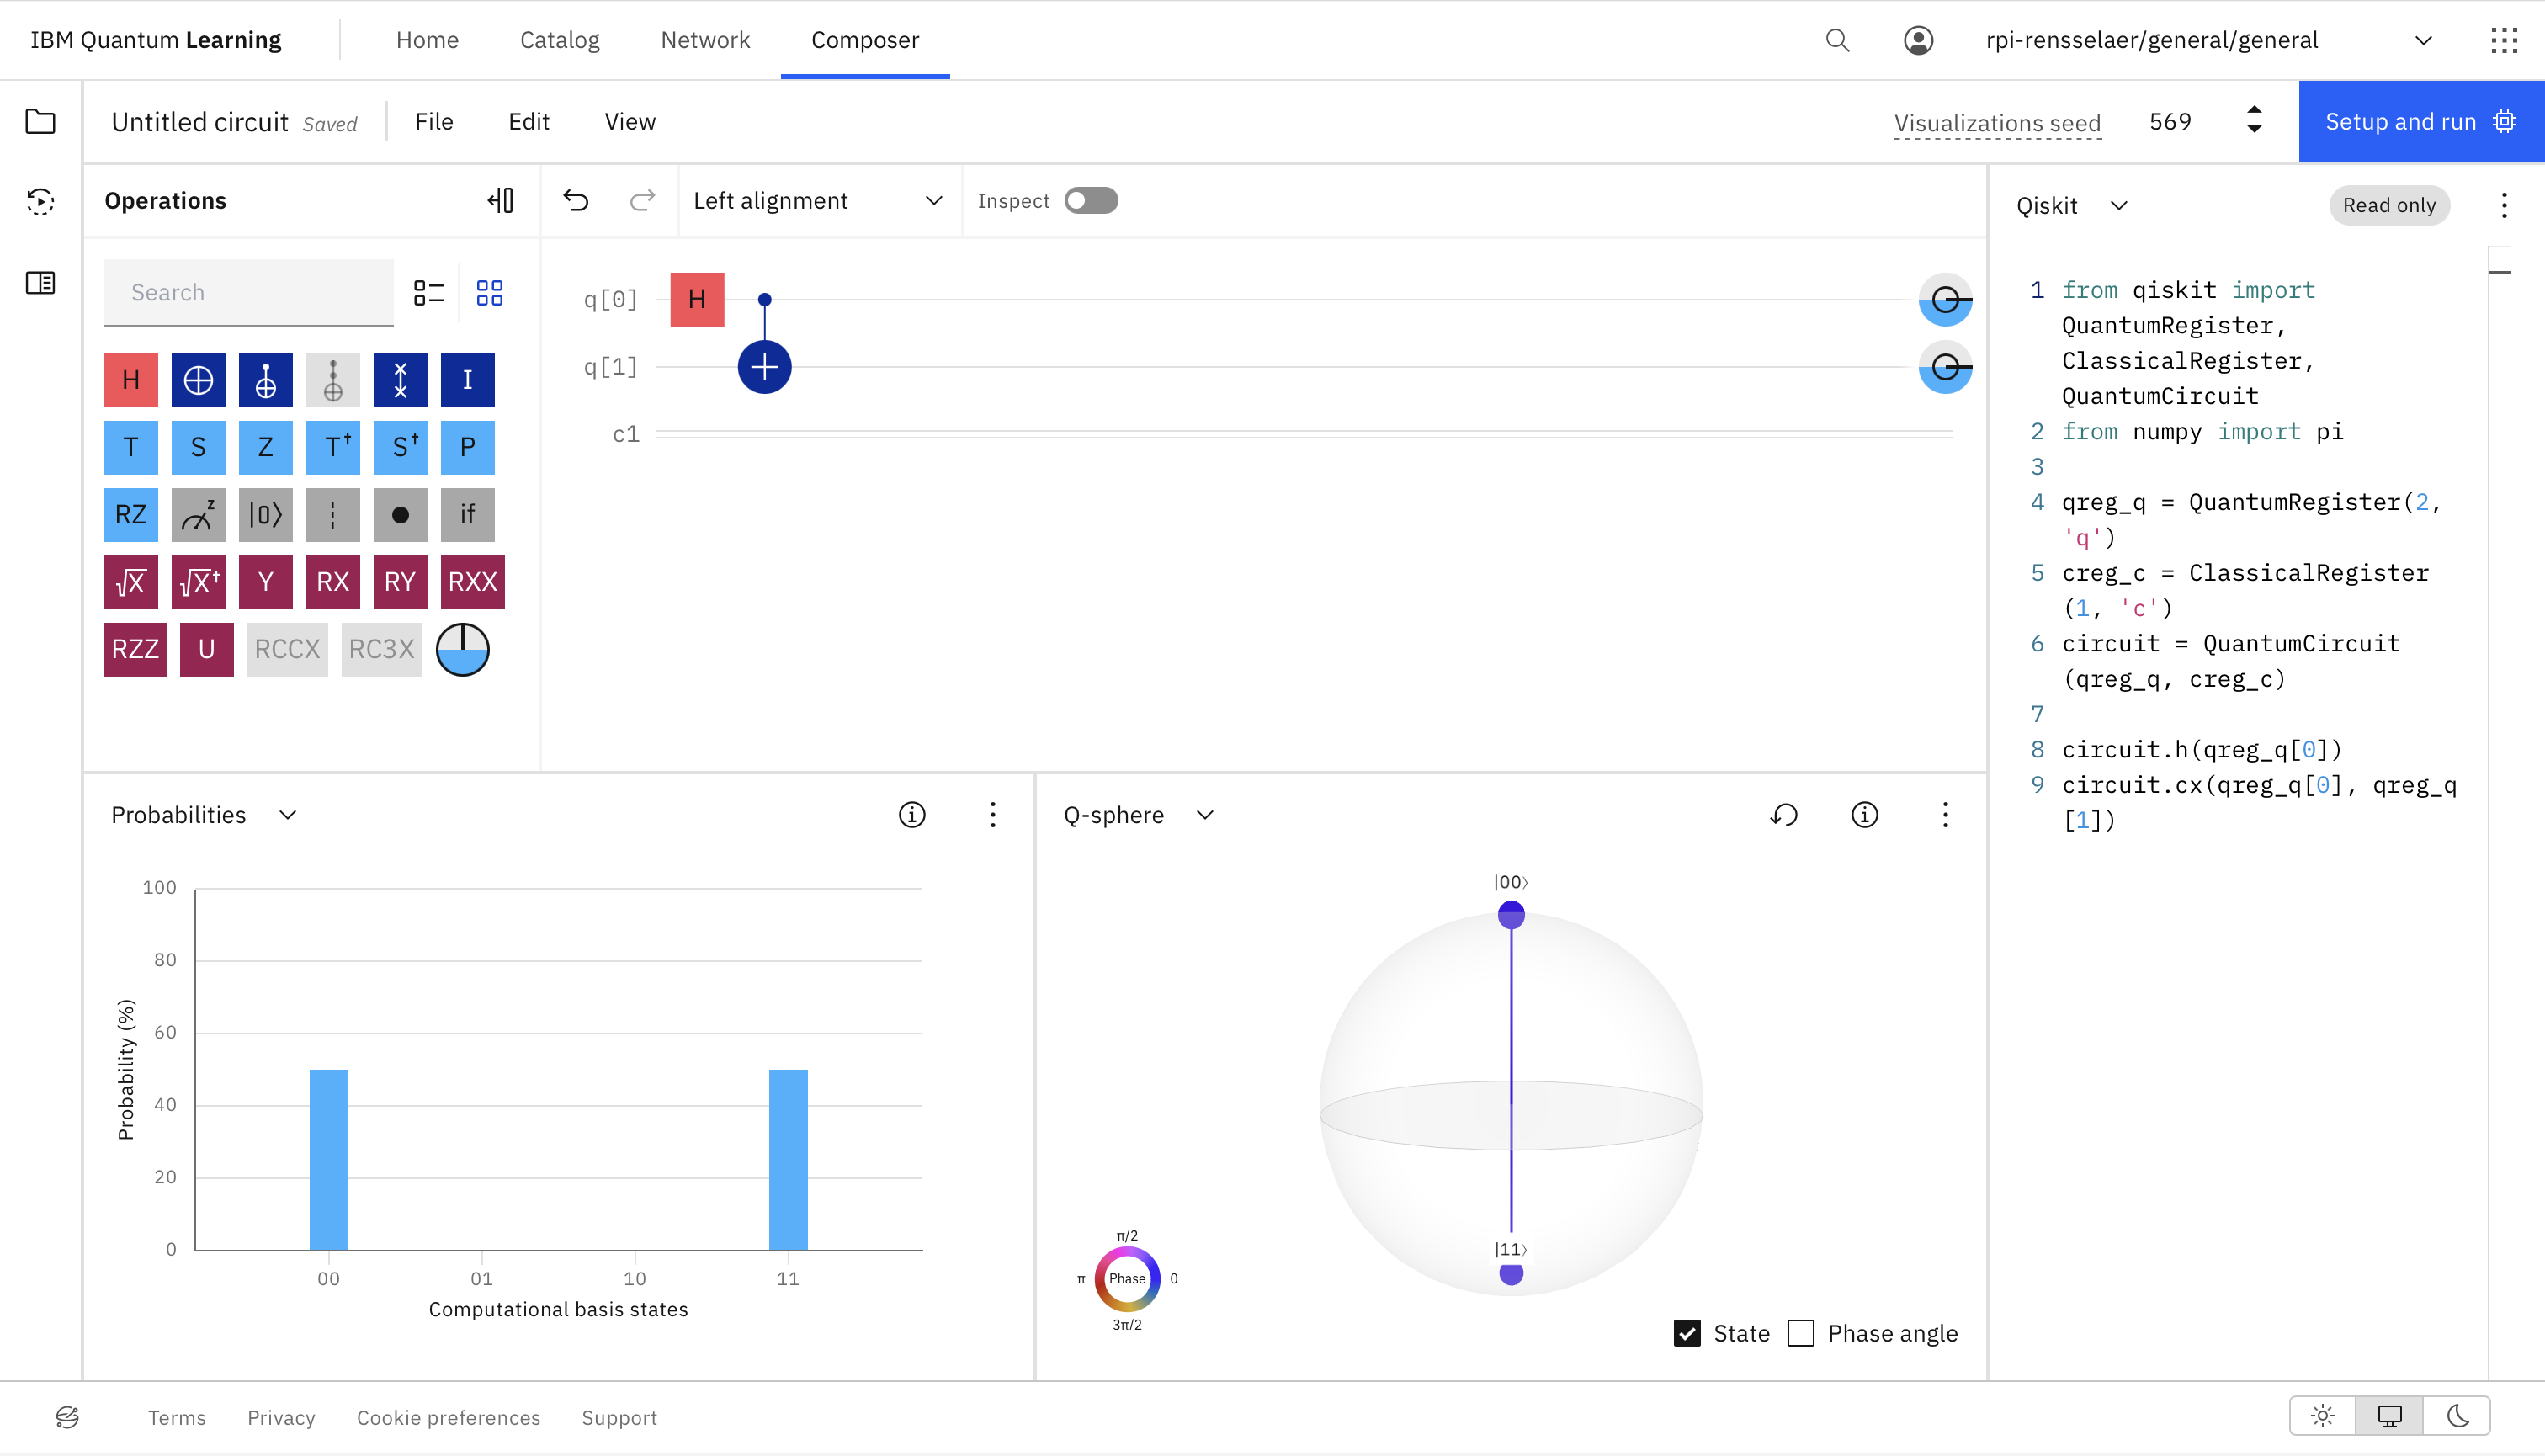 IBM Quantum Learning
Home
Catalog
Network
Composer
rpi-rensselaer/general/general
Untitled circuit Saved
File
Edit
View
Visualizations seed
569
Setup and run
Operations
Left alignment
Inspect
Search
H I
T S Z T† S† P
RZ z |0⟩ if
√X √X† Y RX RY RXX
RZZ U RCCX RC3X
q[0] H
q[1]
c1
Qiskit
Read only
1 from qiskit import
QuantumRegister,
ClassicalRegister,
QuantumCircuit
2 from numpy import pi
3
4 qreg_q = QuantumRegister(2,
'q')
5 creg_c = ClassicalRegister
(1, 'c')
6 circuit = QuantumCircuit
(qreg_q, creg_c)
7
8 circuit.h(qreg_q[0])
9 circuit.cx(qreg_q[0], qreg_q
[1])
Probabilities
Probability (%)
100
80
60
40
20
0
00 01 10 11
Computational basis states
Q-sphere
|00⟩
|11⟩
π/2
π Phase 0
3π/2
State
Phase angle
Terms
Privacy
Cookie preferences
Support